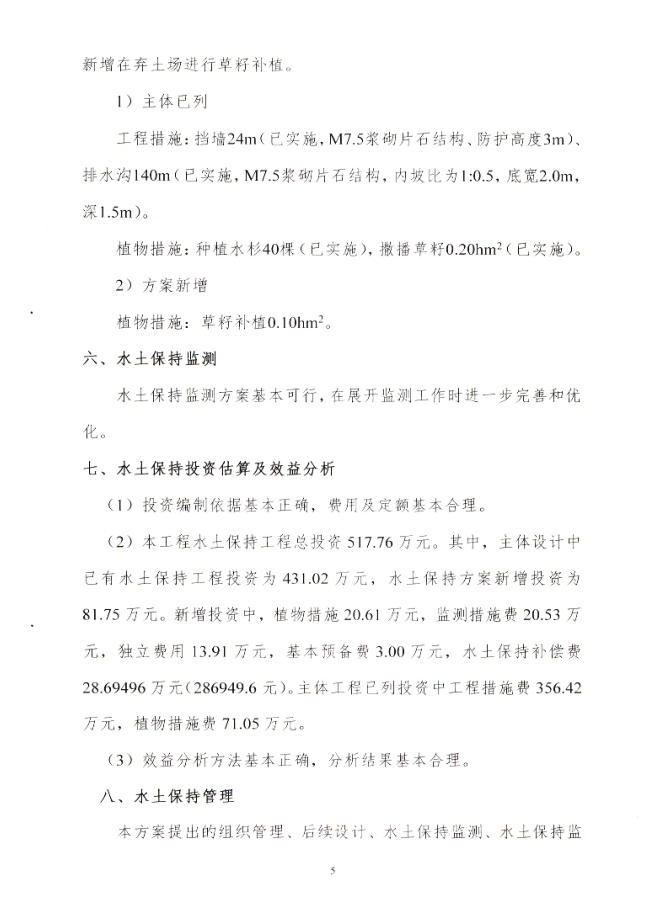 新增在弃土场进行草籽补植。
1）主体已列
工程措施：挡墙24m（已实施，M7.5浆砌片石结构、防护高度3m）、
排水沟140m（已实施，M7.5浆砌片石结构，内坡比为1:0.5，底宽2.0m，
深1.5m）。
植物措施：种植水杉40棵（已实施），撒播草籽0.20hm²（已实施）。
2）方案新增
植物措施：草籽补植0.10hm²。
六、水土保持监测
水土保持监测方案基本可行，在展开监测工作时进一步完善和优
化。
七、水土保持投资估算及效益分析
（1）投资编制依据基本正确，费用及定额基本合理。
（2）本工程水土保持工程总投资 517.76 万元。其中，主体设计中
已有水土保持工程投资为 431.02 万元，水土保持方案新增投资为
81.75 万元。新增投资中，植物措施 20.61 万元，监测措施费 20.53 万
元，独立费用 13.91 万元，基本预备费 3.00 万元，水土保持补偿费
28.69496 万元（286949.6 元）。主体工程已列投资中工程措施费 356.42
万元，植物措施费 71.05 万元。
（3）效益分析方法基本正确，分析结果基本合理。
八、水土保持管理
本方案提出的组织管理、后续设计、水土保持监测、水土保持监
5